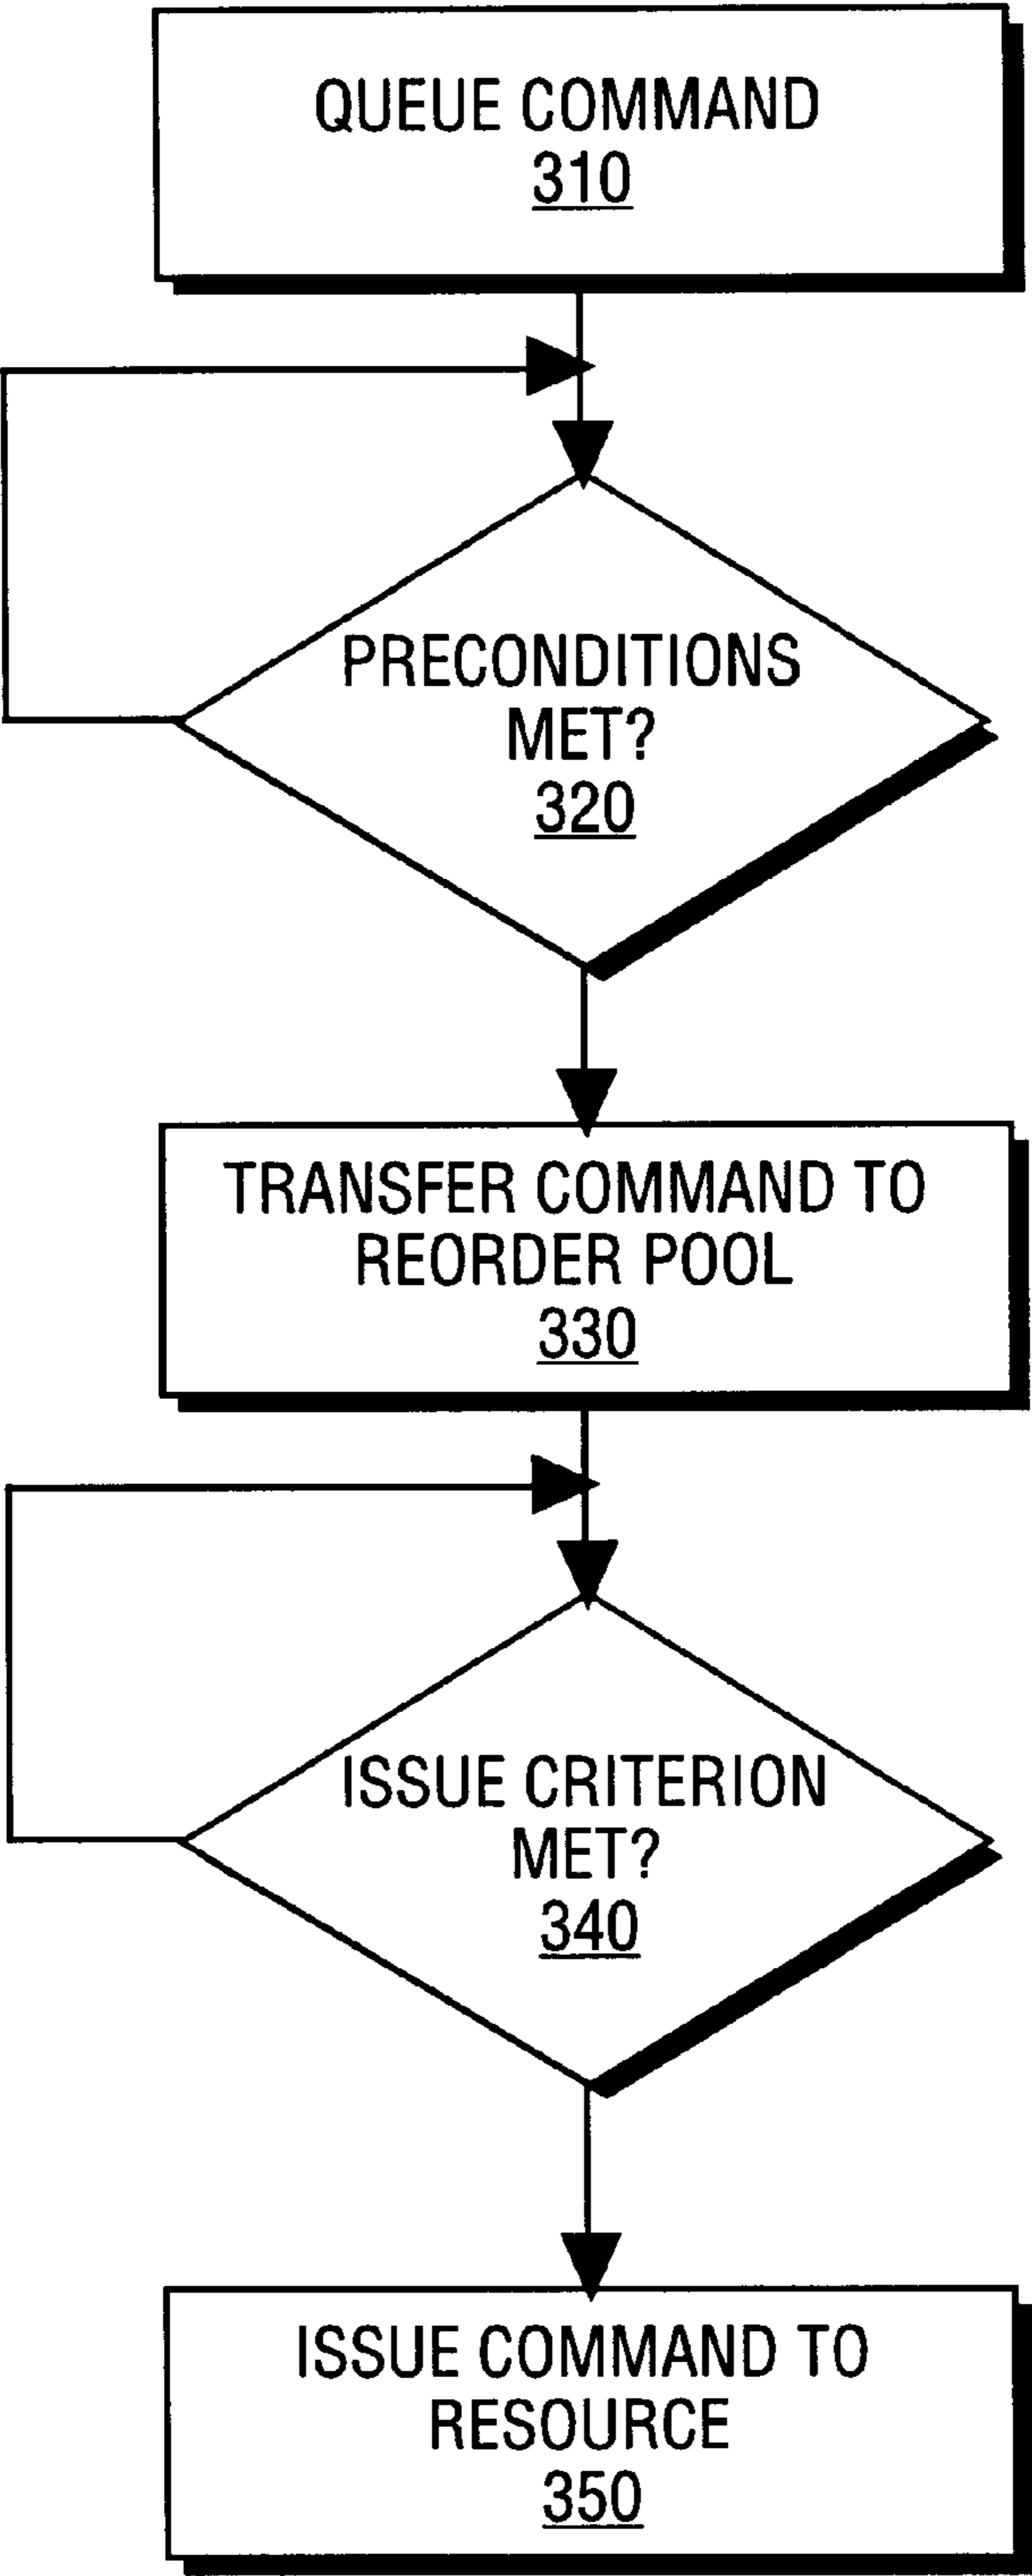 QUEUE COMMAND
310
PRECONDITIONS
MET?
320
TRANSFER COMMAND TO
REORDER POOL
330
ISSUE CRITERION
MET?
340
ISSUE COMMAND TO
RESOURCE
350